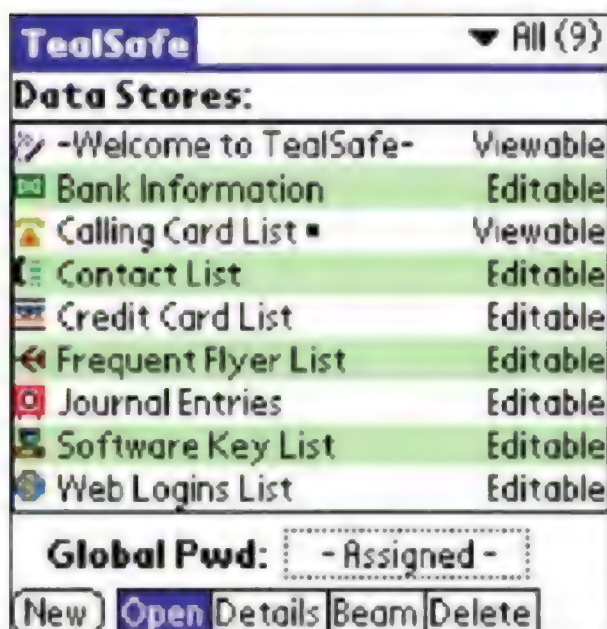 TealSafe ▼ All {9}
Data Stores:
-Welcome to TealSafe- Viewable
Bank Information Editable
Calling Card List ▪ Viewable
Contact List Editable
Credit Card List Editable
Frequent Flyer List Editable
Journal Entries Editable
Software Key List Editable
Web Logins List Editable
Global Pwd: - Assigned -
New Open Details Beam Delete